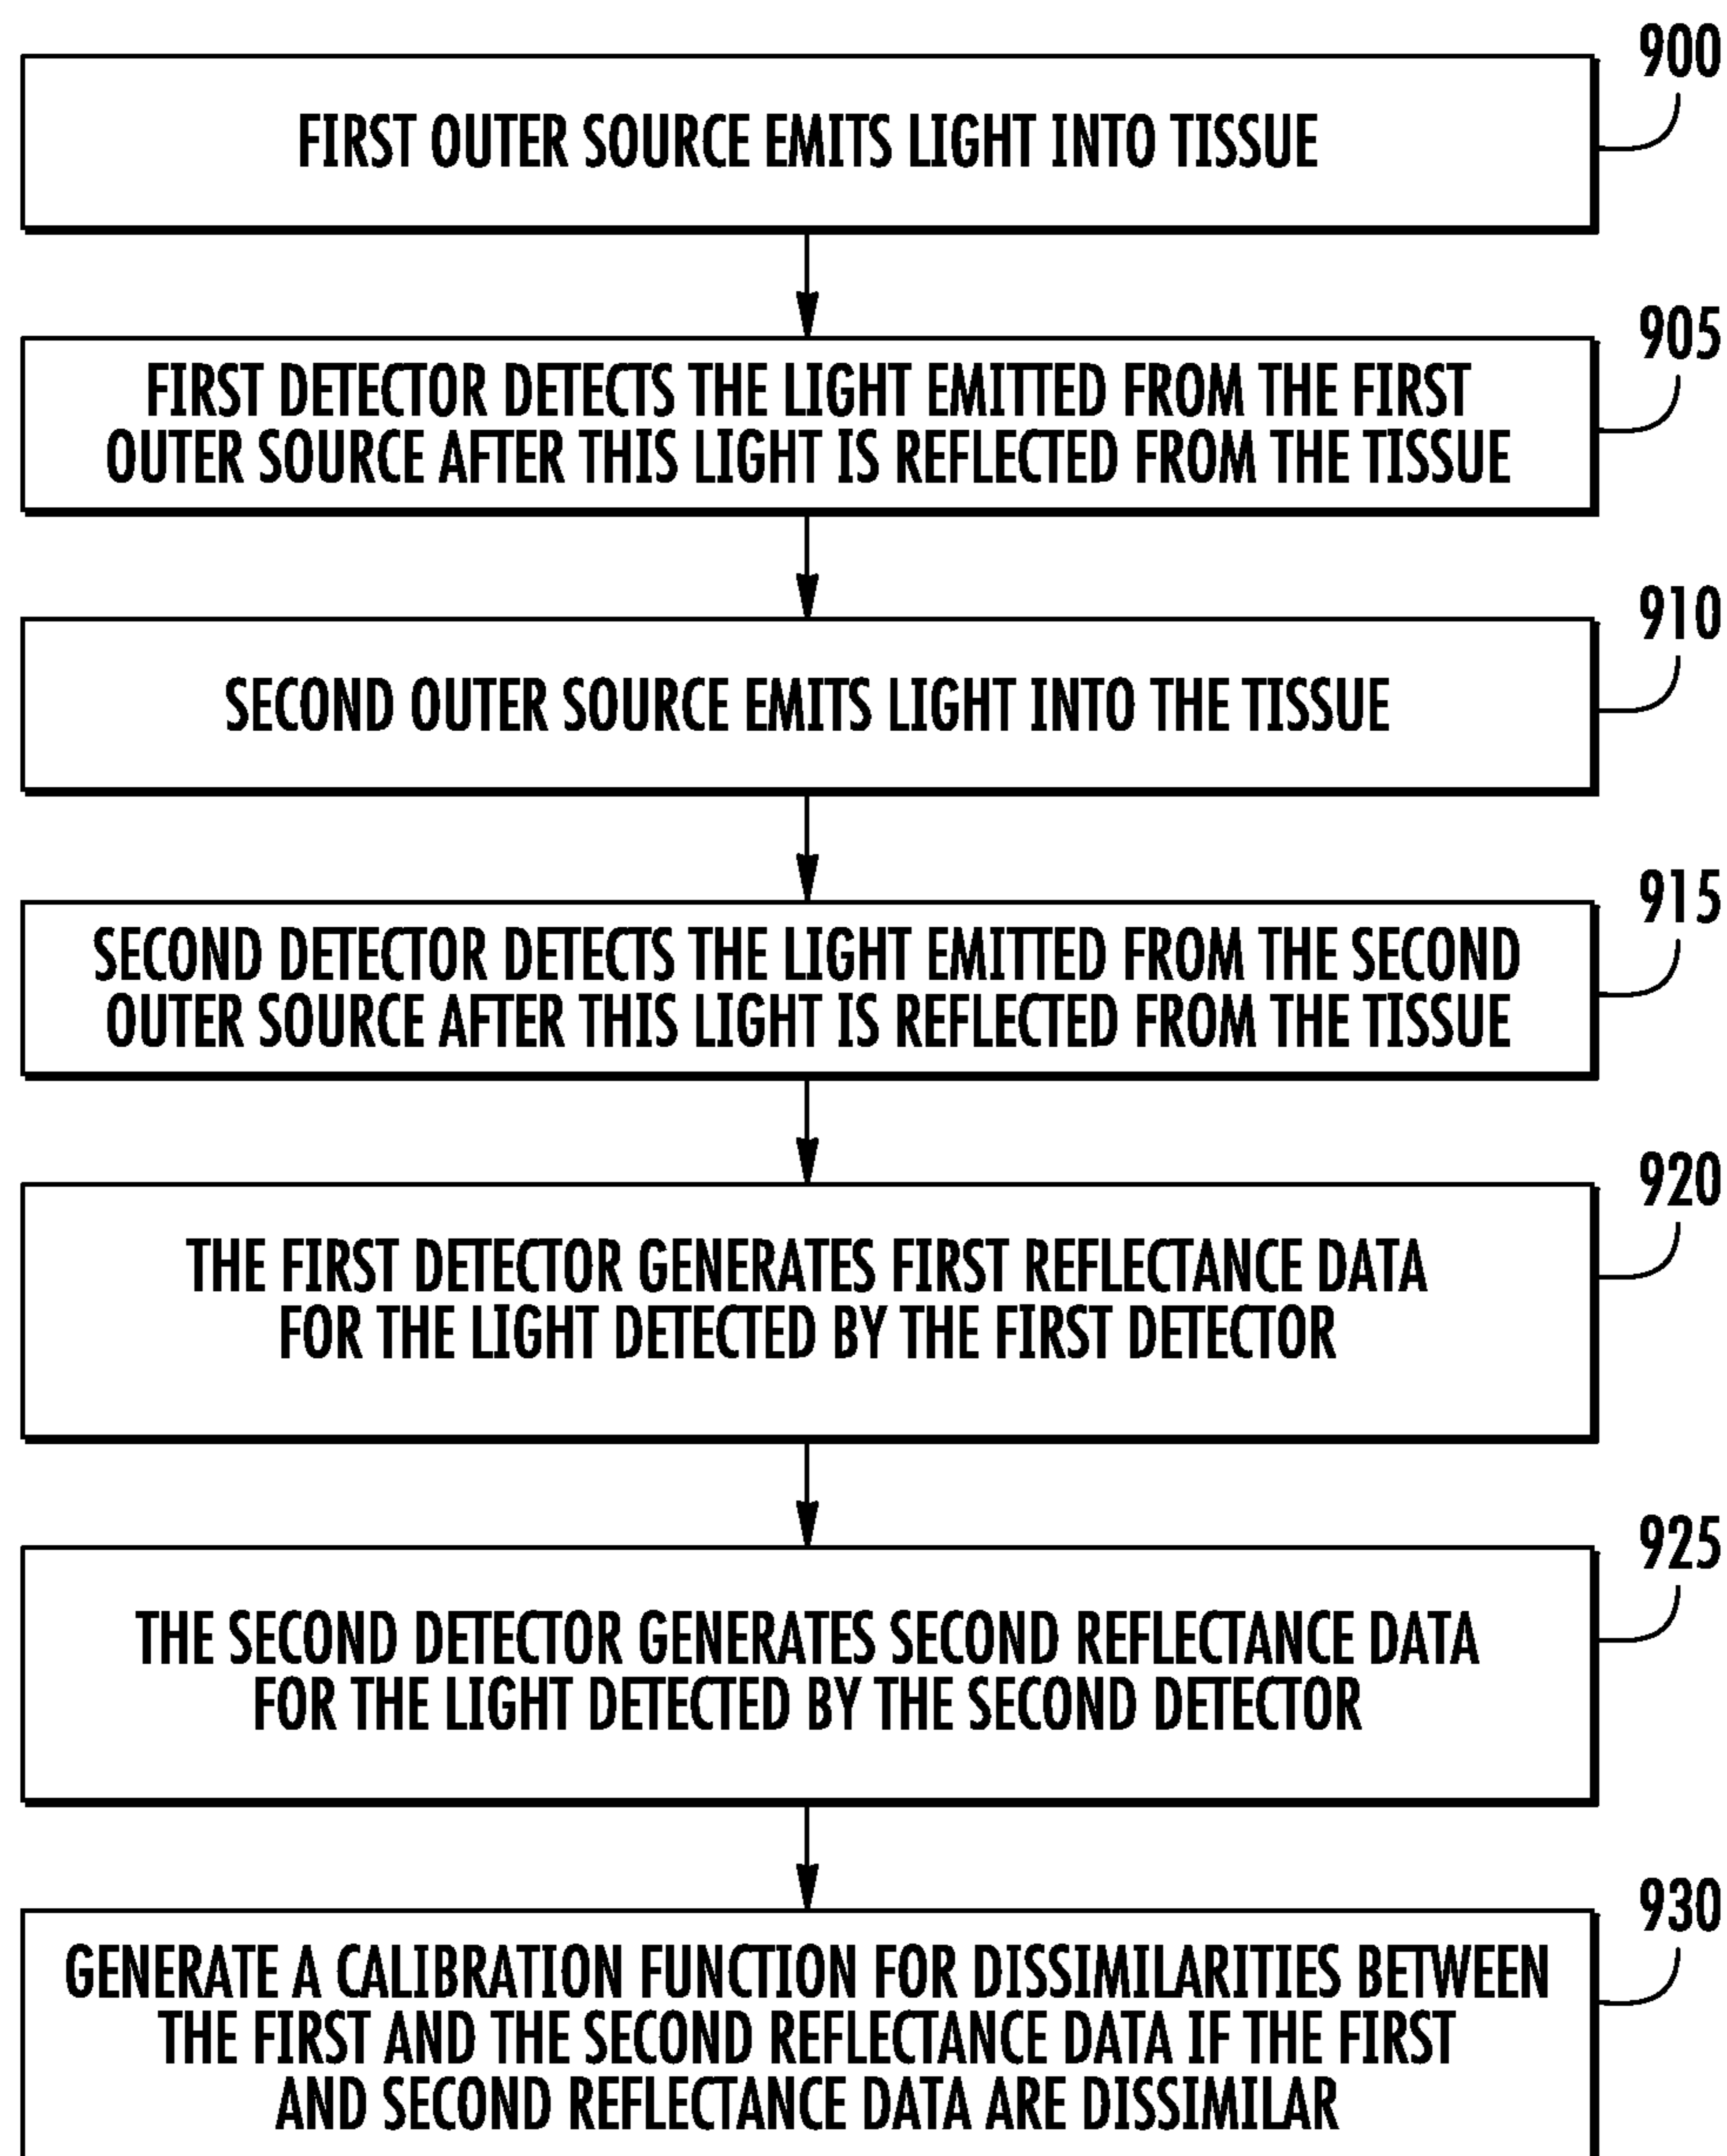 900
FIRST OUTER SOURCE EMITS LIGHT INTO TISSUE
905
FIRST DETECTOR DETECTS THE LIGHT EMITTED FROM THE FIRST
OUTER SOURCE AFTER THIS LIGHT IS REFLECTED FROM THE TISSUE
910
SECOND OUTER SOURCE EMITS LIGHT INTO THE TISSUE
915
SECOND DETECTOR DETECTS THE LIGHT EMITTED FROM THE SECOND
OUTER SOURCE AFTER THIS LIGHT IS REFLECTED FROM THE TISSUE
920
THE FIRST DETECTOR GENERATES FIRST REFLECTANCE DATA
FOR THE LIGHT DETECTED BY THE FIRST DETECTOR
925
THE SECOND DETECTOR GENERATES SECOND REFLECTANCE DATA
FOR THE LIGHT DETECTED BY THE SECOND DETECTOR
930
GENERATE A CALIBRATION FUNCTION FOR DISSIMILARITIES BETWEEN
THE FIRST AND THE SECOND REFLECTANCE DATA IF THE FIRST
AND SECOND REFLECTANCE DATA ARE DISSIMILAR